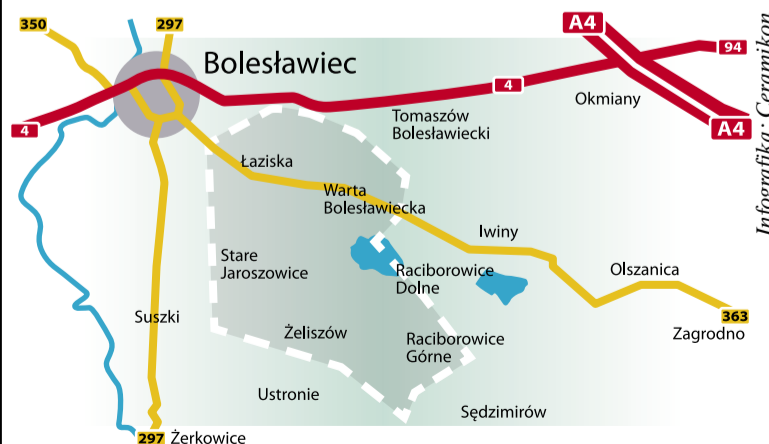 350
297
A4
94
Bolesławiec
4
Okmiany
Tomaszów
Bolesławiecki
4
A4
Łaziska
Warta
Bolesławiecka
Iwiny
Stare
Jaroszowice
Raciborowice
Dolne
Olszanica
Suszki
Żeliszów
Raciborowice
Górne
363
Zagrodno
Ustronie
Sędzimirów
297 Żerkowice
Infografika: Ceramikon